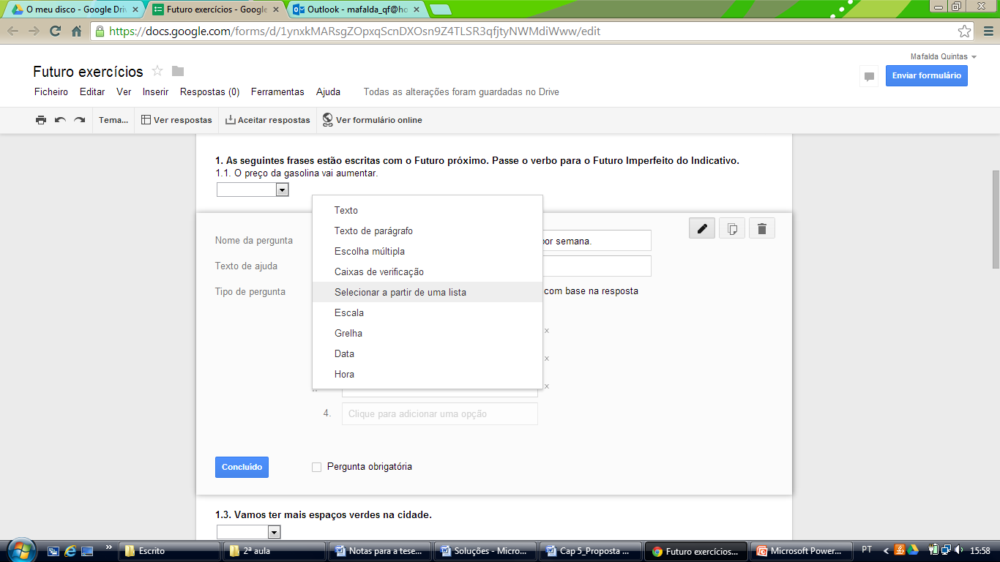 O meu disco - Google Driv
Futuro exercícios - Google
Outlook - mafalda_qf@ho
https://docs.google.com/forms/d/1ynxkMARsgZOpxqScnDXOsn9Z4TLSR3qfjtyNWMdiWww/edit
Mafalda Quintas
Futuro exercícios
Enviar formulário
Ficheiro Editar Ver Inserir Respostas (0) Ferramentas Ajuda Todas as alterações foram guardadas no Drive
Tema... Ver respostas Aceitar respostas Ver formulário online
1. As seguintes frases estão escritas com o Futuro próximo. Passe o verbo para o Futuro Imperfeito do Indicativo.
1.1. O preço da gasolina vai aumentar.
Texto
Texto de parágrafo
Escolha múltipla
Caixas de verificação
Selecionar a partir de uma lista
Escala
Grelha
Data
Hora
Nome da pergunta
por semana.
Texto de ajuda
Tipo de pergunta
com base na resposta
4. Clique para adicionar uma opção
Concluído
Pergunta obrigatória
1.3. Vamos ter mais espaços verdes na cidade.
Escrito
2ª aula
Notas para a tese...
Soluções - Micro...
Cap 5_Proposta ...
Futuro exercícios...
Microsoft Power...
PT
15:58